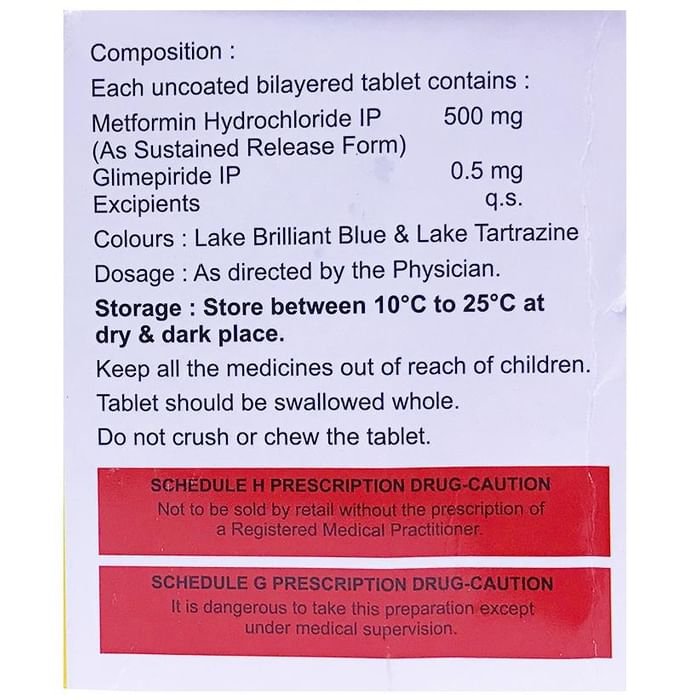 Composition :
Each uncoated bilayered tablet contains :
Metformin Hydrochloride IP 500 mg
(As Sustained Release Form)
Glimepiride IP 0.5 mg
Excipients q.s.
Colours : Lake Brilliant Blue & Lake Tartrazine
Dosage : As directed by the Physician.
Storage : Store between 10°C to 25°C at
dry & dark place.
Keep all the medicines out of reach of children.
Tablet should be swallowed whole.
Do not crush or chew the tablet.
SCHEDULE H PRESCRIPTION DRUG-CAUTION
Not to be sold by retail without the prescription of
a Registered Medical Practitioner.
SCHEDULE G PRESCRIPTION DRUG-CAUTION
It is dangerous to take this preparation except
under medical supervision.